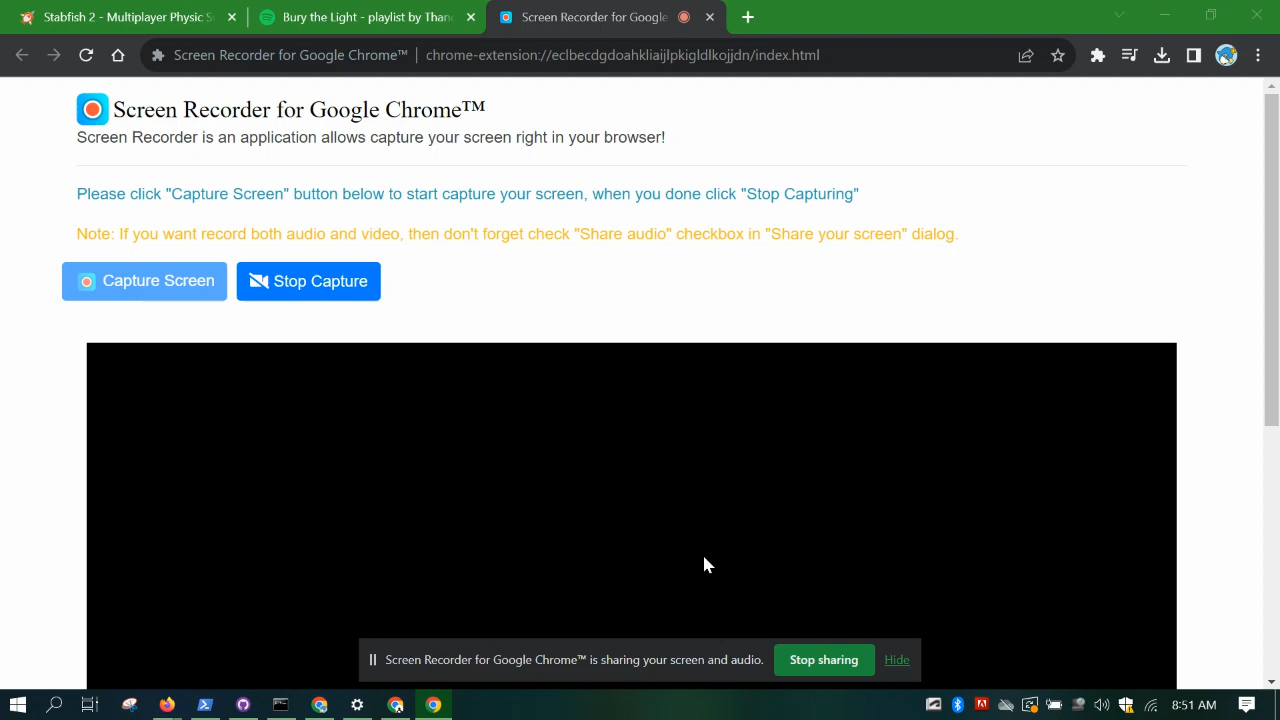 Stabfish 2 - Multiplayer Physic S
Bury the Light - playlist by Than
Screen Recorder for Google
Screen Recorder for Google Chrome™
chrome-extension://eclbecdgdoahkliaijlpkigldlkojjdn/index.html
Screen Recorder for Google Chrome™
Screen Recorder is an application allows capture your screen right in your browser!
Please click "Capture Screen" button below to start capture your screen, when you done click "Stop Capturing"
Note: If you want record both audio and video, then don't forget check "Share audio" checkbox in "Share your screen" dialog.
Capture Screen
Stop Capture
Screen Recorder for Google Chrome™ is sharing your screen and audio.
Stop sharing
Hide
8:51 AM